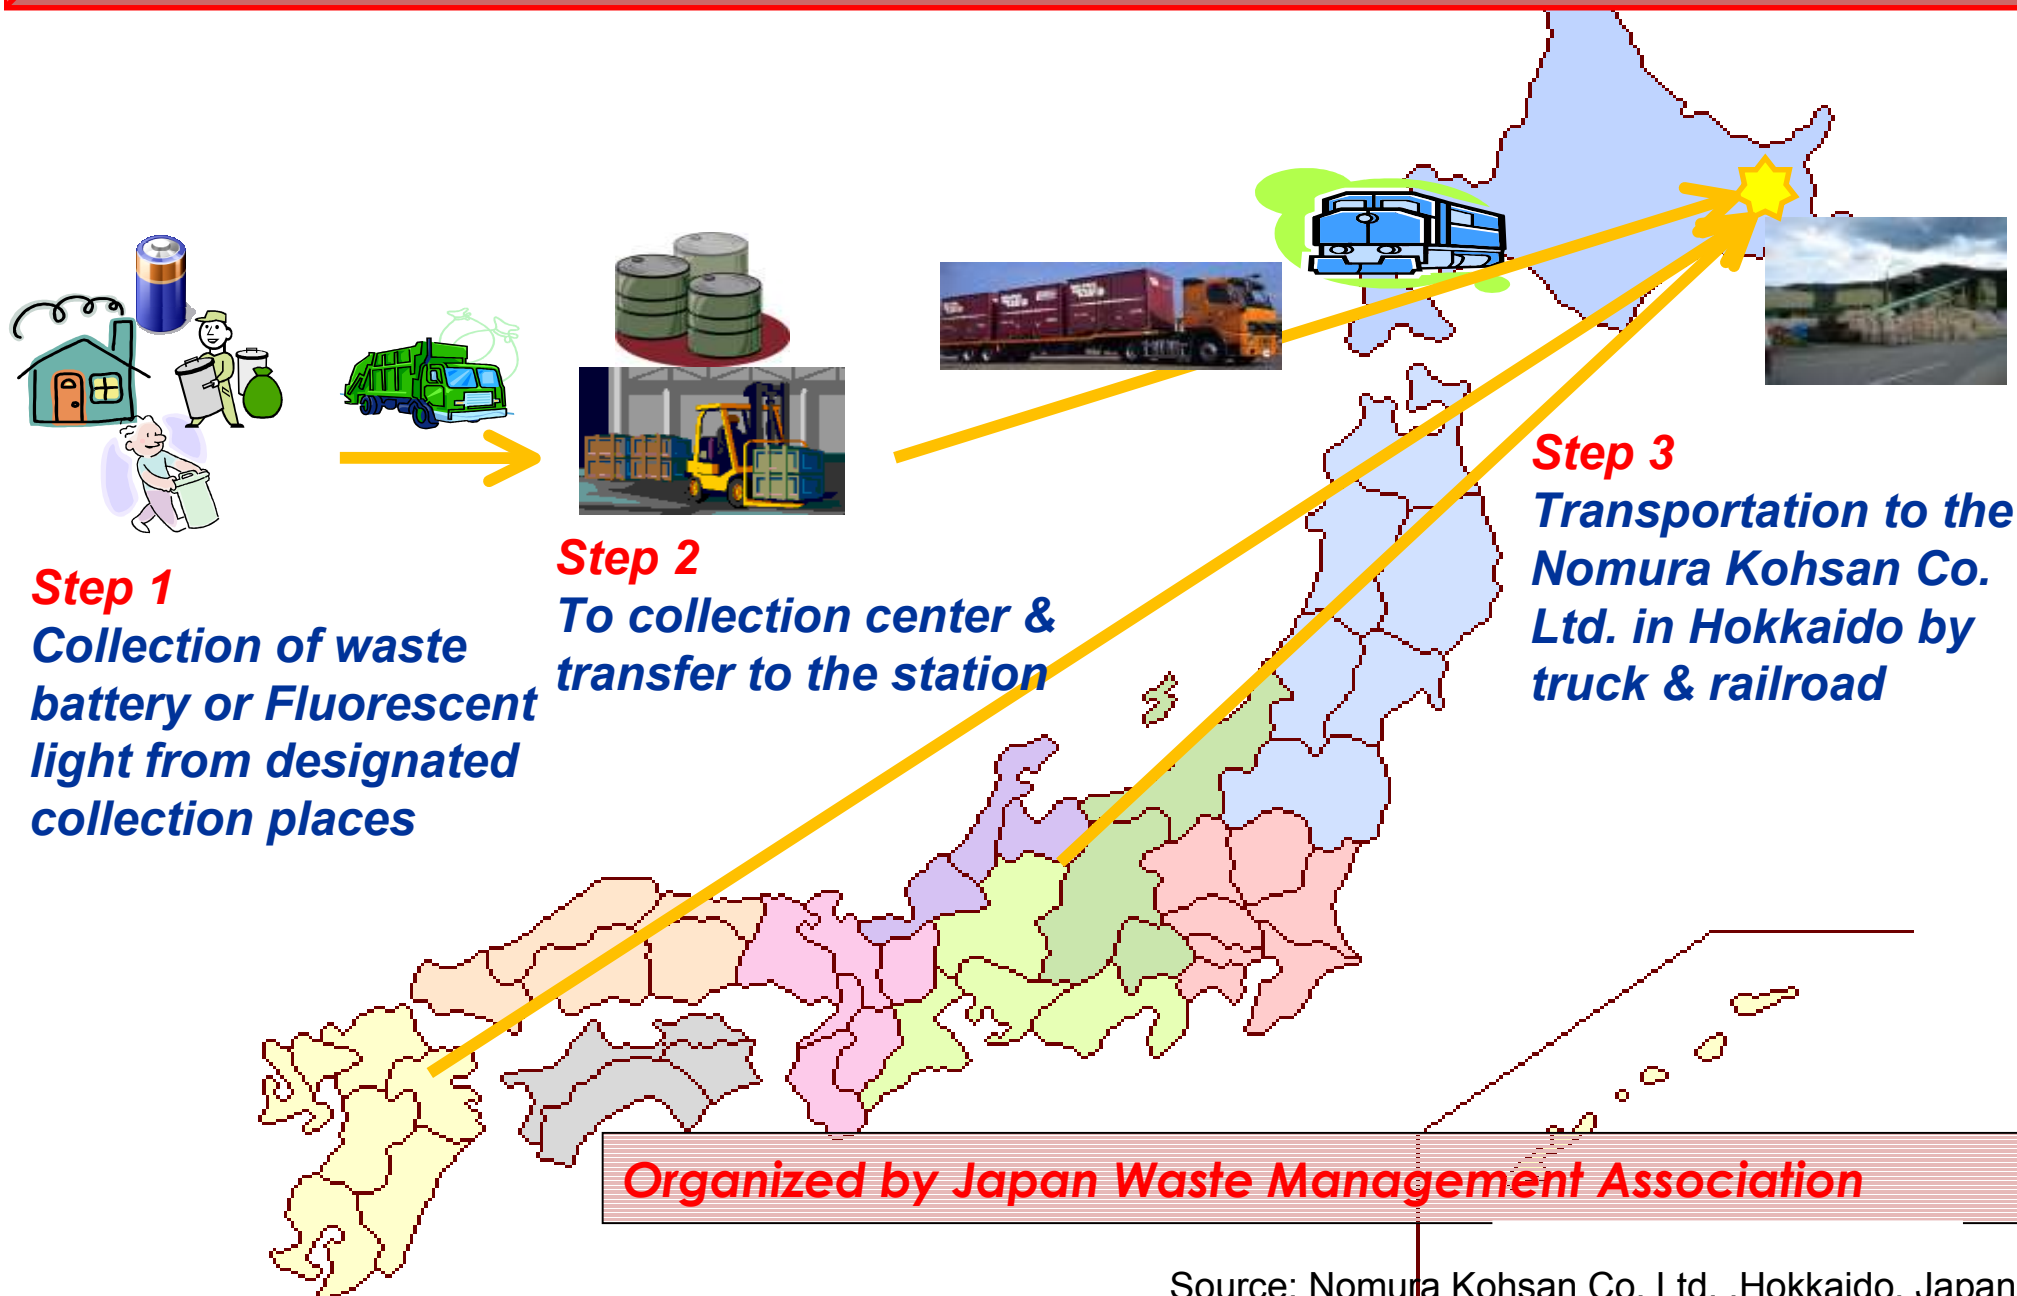 Step 1
Collection of waste
battery or Fluorescent
light from designated
collection places
Step 2
To collection center &
transfer to the station
Step 3
Transportation to the
Nomura Kohsan Co.
Ltd. in Hokkaido by
truck & railroad
Organized by Japan Waste Management Association
Source: Nomura Kohsan Co. Ltd. ,Hokkaido, Japan